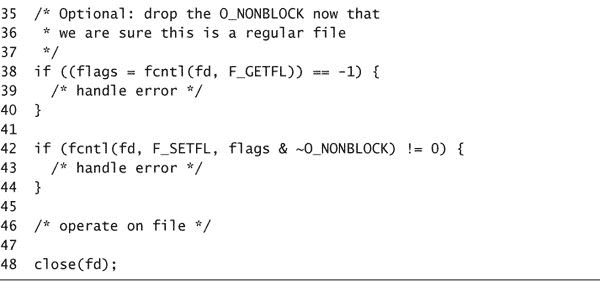 35 /* Optional: drop the O_NONBLOCK now that
36 * we are sure this is a regular file
37 */
38 if ((flags = fcntl(fd, F_GETFL)) == -1) {
39 /* handle error */
40 }
41
42 if (fcntl(fd, F_SETFL, flags & ~O_NONBLOCK) != 0) {
43 /* handle error */
44 }
45
46 /* operate on file */
47
48 close(fd);